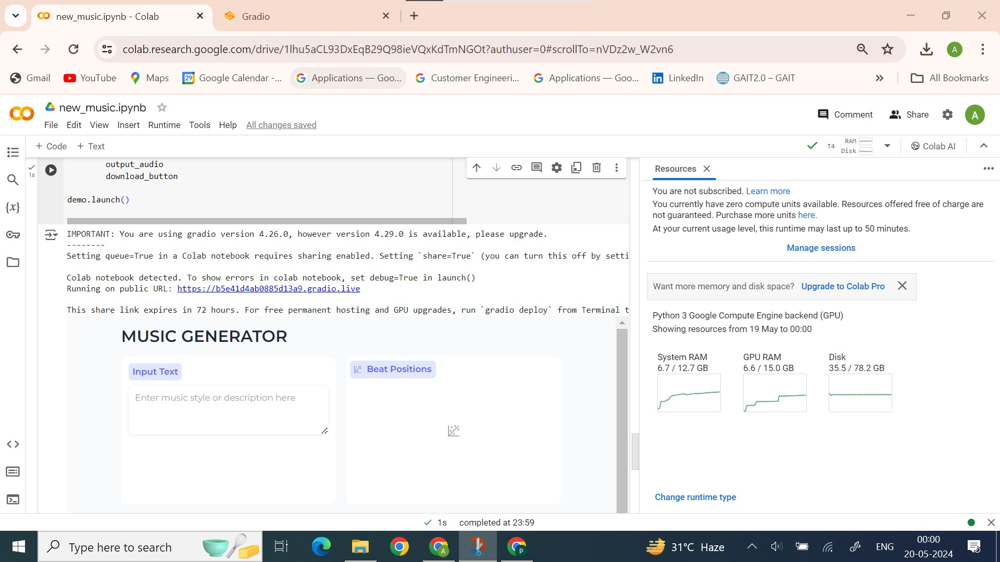 new_music.ipynb - Colab
Gradio
colab.research.google.com/drive/1lhu5aCL93DxEqB29Q98ieVQxKdTmNGOt?authuser=0#scrollTo=nVDz2w_W2vn6
A
Gmail
YouTube
Maps
29
Google Calendar -...
Applications — Goo...
Customer Engineeri...
Applications — Goo...
LinkedIn
GAIT2.0 – GAIT
All Bookmarks
new_music.ipynb
File Edit View Insert Runtime Tools Help All changes saved
Comment
Share
A
+ Code + Text
T4
RAM
Disk
Colab AI
1s
output_audio
download_button
demo.launch()
IMPORTANT: You are using gradio version 4.26.0, however version 4.29.0 is available, please upgrade.
--------
Setting queue=True in a Colab notebook requires sharing enabled. Setting `share=True` (you can turn this off by setti
Colab notebook detected. To show errors in colab notebook, set debug=True in launch()
Running on public URL: https://b5e41d4ab0885d13a9.gradio.live
This share link expires in 72 hours. For free permanent hosting and GPU upgrades, run `gradio deploy` from Terminal t
MUSIC GENERATOR
Input Text
Enter music style or description here
Beat Positions
Resources
You are not subscribed. Learn more
You currently have zero compute units available. Resources offered free of charge are
not guaranteed. Purchase more units here.
At your current usage level, this runtime may last up to 50 minutes.
Manage sessions
Want more memory and disk space? Upgrade to Colab Pro
Python 3 Google Compute Engine backend (GPU)
Showing resources from 19 May to 00:00
System RAM
6.7 / 12.7 GB
GPU RAM
6.6 / 15.0 GB
Disk
35.5 / 78.2 GB
Change runtime type
1s completed at 23:59
Type here to search
A
P
31°C Haze
ENG
00:00
20-05-2024